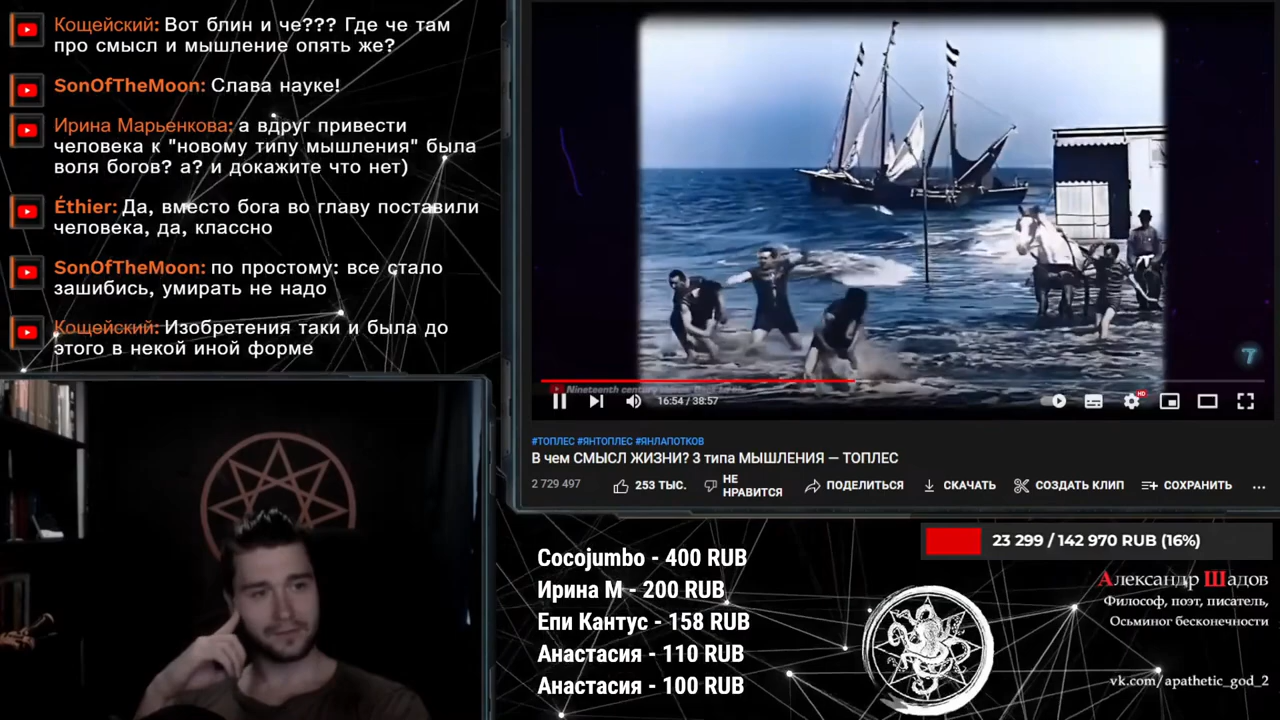 Кощейский: Вот блин и че??? Где че там
про смысл и мышление опять же?
SonOfTheMoon: Слава науке!
Ирина Марьенкова: а вдруг привести
человека к "новому типу мышления" была
воля богов? а? и докажите что нет)
Éthier: Да, вместо бога во главу поставили
человека, да, классно
SonOfTheMoon: по простому: все стало
зашибись, умирать не надо
Кощейский: Изобретения таки и была до
этого в некой иной форме
Nineteenth century
16:54 / 38:57
HD
#ТОПЛЕС #ЯНТОПЛЕС #ЯНЛАПОТКОВ
В чем СМЫСЛ ЖИЗНИ? 3 типа МЫШЛЕНИЯ — ТОПЛЕС
2 729 497
253 ТЫС.
НЕ
НРАВИТСЯ
ПОДЕЛИТЬСЯ
СКАЧАТЬ
СОЗДАТЬ КЛИП
СОХРАНИТЬ
23 299 / 142 970 RUB (16%)
Cocojumbo - 400 RUB
Ирина М - 200 RUB
Епи Кантус - 158 RUB
Анастасия - 110 RUB
Анастасия - 100 RUB
Александр Шадов
Философ, поэт, писатель,
Осьминог бесконечности
vk.com/apathetic_god_2